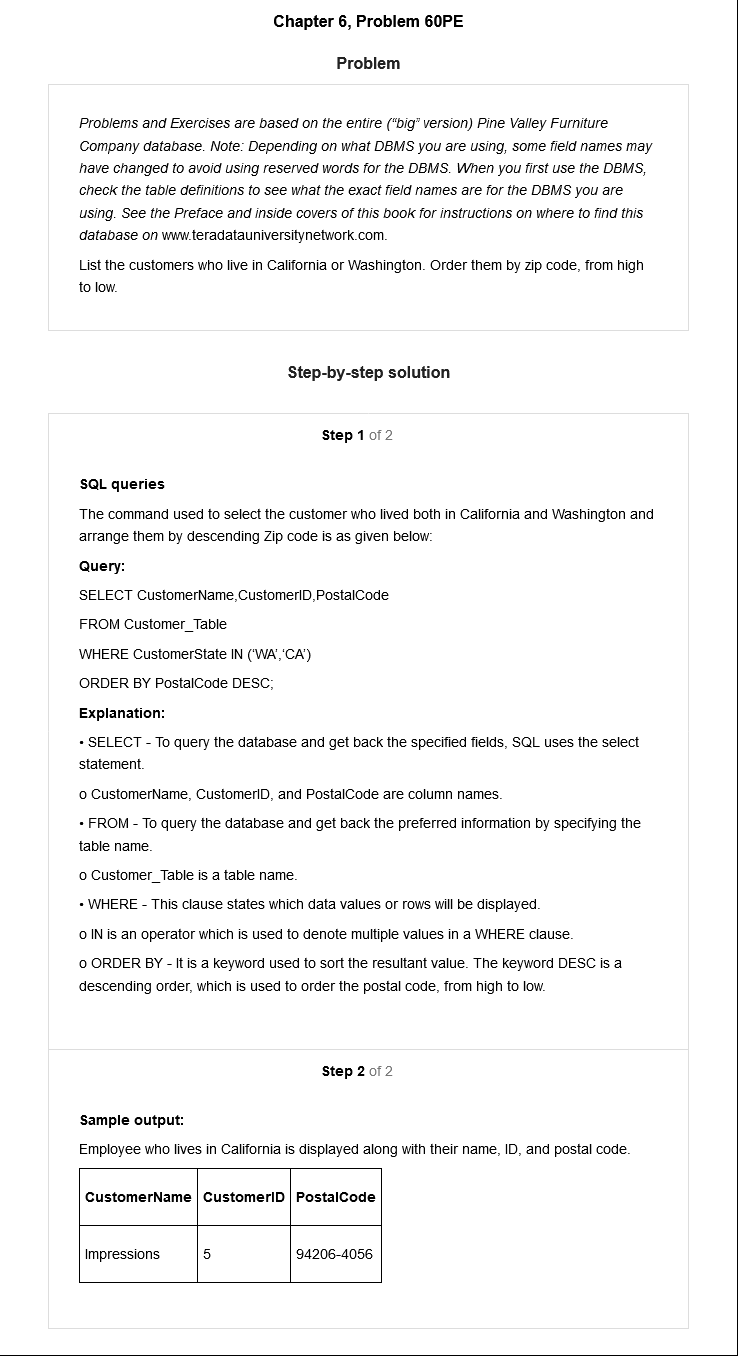 Chapter 6, Problem 60PE
Problem
Problems and Exercises are based on the entire (“big” version) Pine Valley Furniture
Company database. Note: Depending on what DBMS you are using, some field names may
have changed to avoid using reserved words for the DBMS. When you first use the DBMS,
check the table definitions to see what the exact field names are for the DBMS you are
using. See the Preface and inside covers of this book for instructions on where to find this
database on www.teradatauniversitynetwork.com.
List the customers who live in California or Washington. Order them by zip code, from high
to low.
Step-by-step solution
Step 1 of 2
SQL queries
The command used to select the customer who lived both in California and Washington and
arrange them by descending Zip code is as given below:
Query:
SELECT CustomerName,CustomerID,PostalCode
FROM Customer_Table
WHERE CustomerState IN (‘WA’,‘CA’)
ORDER BY PostalCode DESC;
Explanation:
• SELECT - To query the database and get back the specified fields, SQL uses the select
statement.
o CustomerName, CustomerID, and PostalCode are column names.
• FROM - To query the database and get back the preferred information by specifying the
table name.
o Customer_Table is a table name.
• WHERE - This clause states which data values or rows will be displayed.
o IN is an operator which is used to denote multiple values in a WHERE clause.
o ORDER BY - It is a keyword used to sort the resultant value. The keyword DESC is a
descending order, which is used to order the postal code, from high to low.
Step 2 of 2
Sample output:
Employee who lives in California is displayed along with their name, ID, and postal code.
CustomerName CustomerID PostalCode
Impressions 5 94206-4056